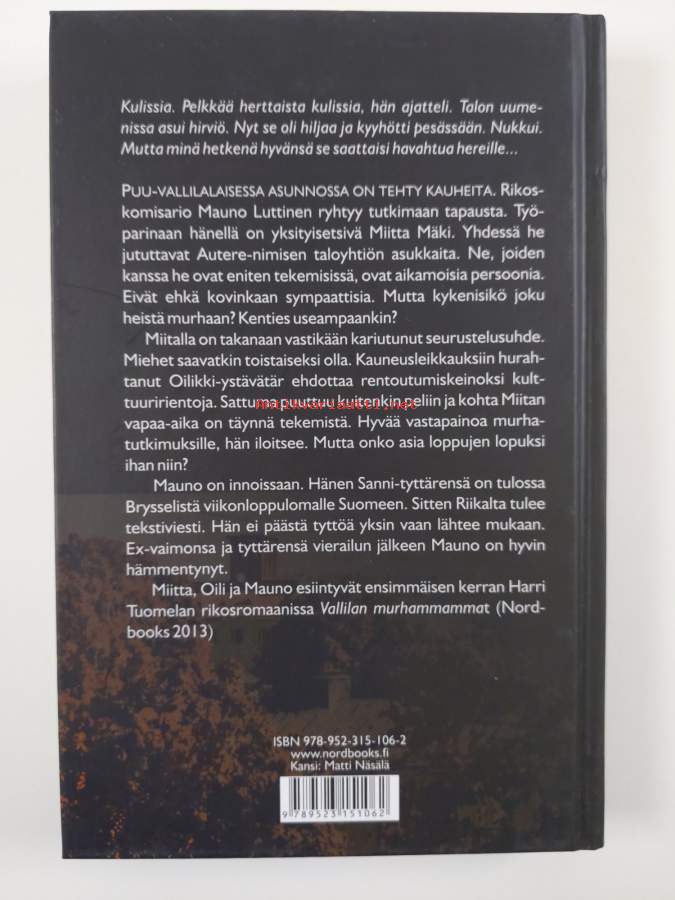 Kulissia. Pelkkää herttaista kulissia, hän ajatteli. Talon uume-
nissa asui hirviö. Nyt se oli hiljaa ja kyyhötti pesässään. Nukkui.
Mutta minä hetkenä hyvänsä se saattaisi havahtua hereille...
PUU-VALLILALAISESSA ASUNNOSSA ON TEHTY KAUHEITA. Rikos-
komisario Mauno Luttinen ryhtyy tutkimaan tapausta. Työ-
parinaan hänellä on yksityisetsivä Miitta Mäki. Yhdessä he
jututtavat Autere-nimisen taloyhtiön asukkaita. Ne, joiden
kanssa he ovat eniten tekemisissä, ovat aikamoisia persoonia.
Eivät ehkä kovinkaan sympaattisia. Mutta kykenisikö joku
heistä murhaan? Kenties useampaankin?
Miitalla on takanaan vastikään kariutunut seurustelusuhde.
Miehet saavatkin toistaiseksi olla. Kauneusleikkauksiin hurah-
tanut Oilikki-ystävätär ehdottaa rentoutumiskeinoksi kult-
tuuririentoja. Sattuma puuttuu kuitenkin peliin ja kohta Miitan
antikvariaatti.net
vapaa-aika on täynnä tekemistä. Hyvää vastapainoa murha-
tutkimuksille, hän iloitsee. Mutta onko asia loppujen lopuksi
ihan niin?
Mauno on innoissaan. Hänen Sanni-tyttärensä on tulossa
Brysselistä viikonloppulomalle Suomeen. Sitten Riikalta tulee
tekstiviesti. Hän ei päästä tyttöä yksin vaan lähtee mukaan.
Ex-vaimonsa ja tyttärensä vierailun jälkeen Mauno on hyvin
hämmentynyt.
Miitta, Oili ja Mauno esiintyvät ensimmäisen kerran Harri
Tuomelan rikosromaanissa Vallilan murhammammat (Nord-
books 2013)
ISBN 978-952-315-106-2
www.nordbooks.fi
Kansi: Matti Näsälä
9 789523 151062